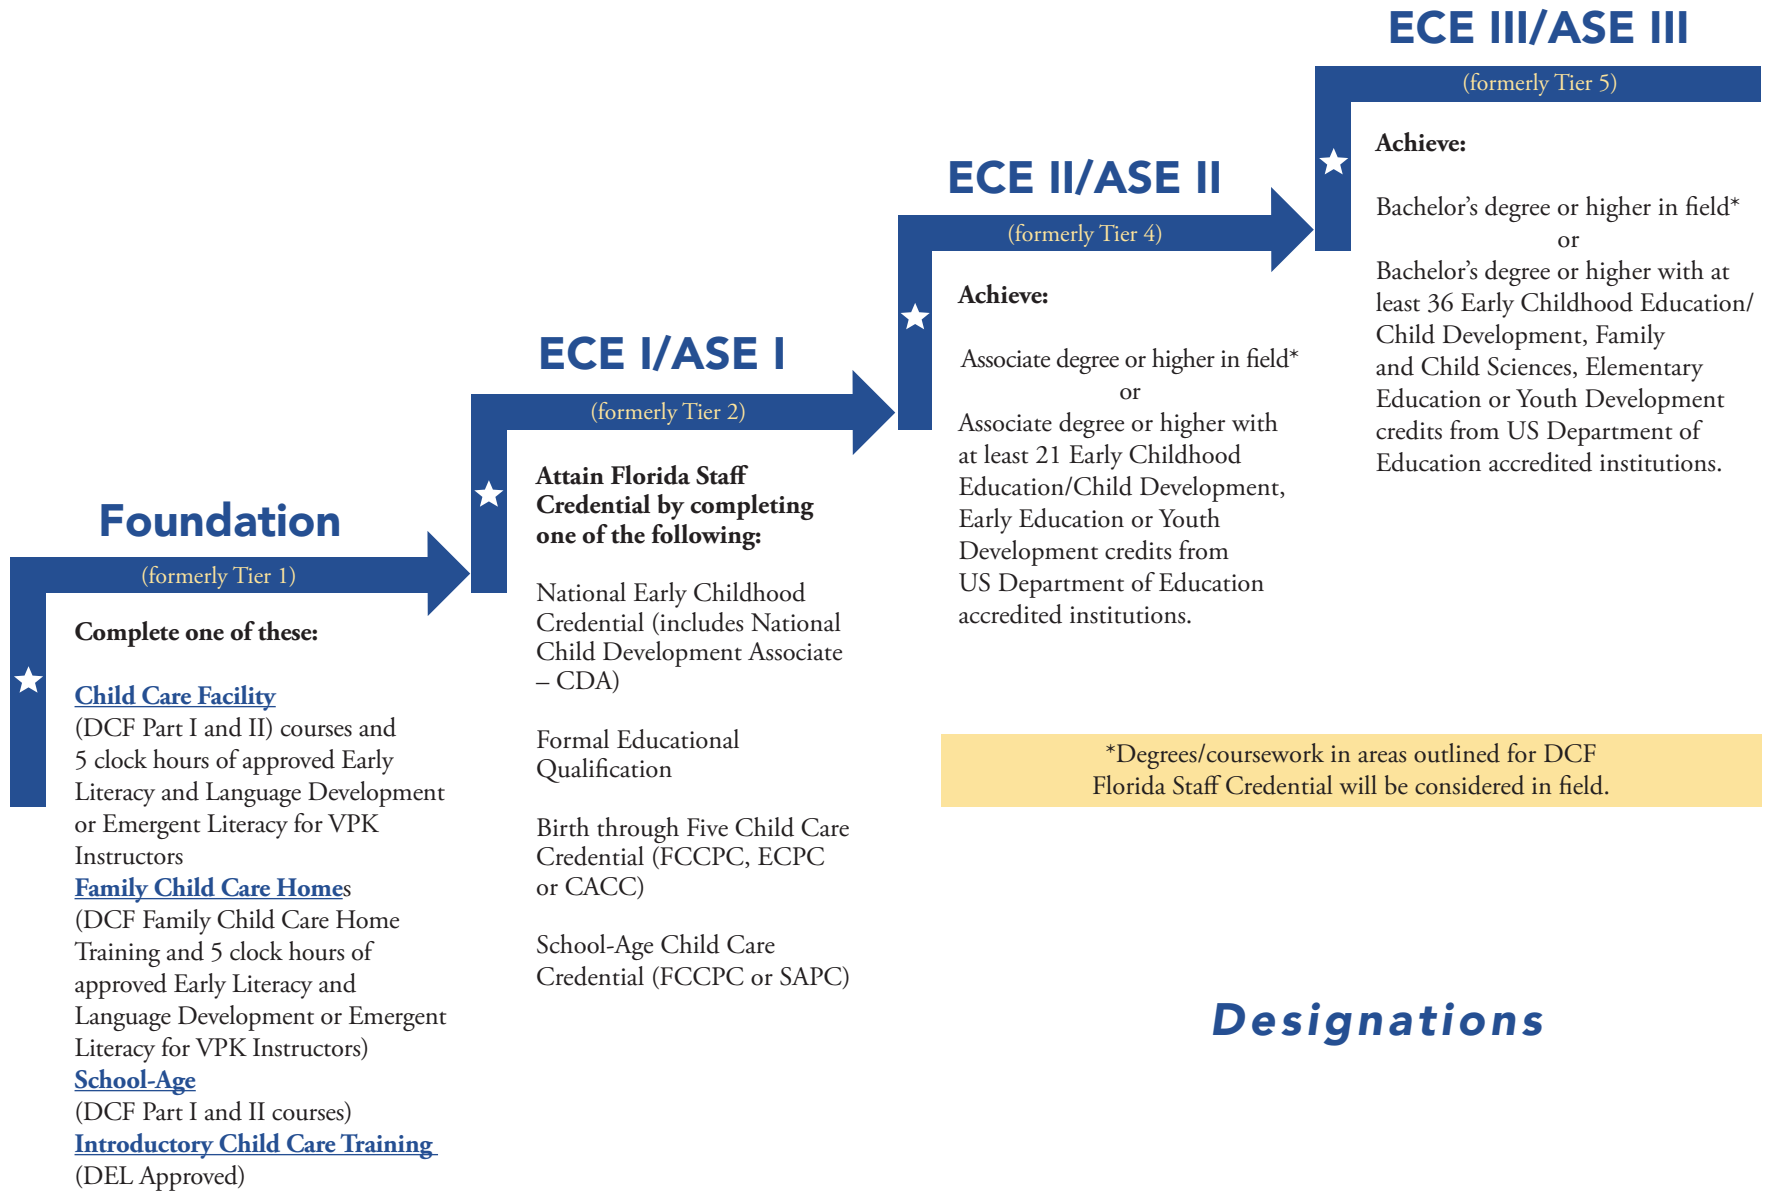 Foundation
(formerly Tier 1)
Complete one of these:
Child Care Facility
(DCF Part I and II) courses and
5 clock hours of approved Early
Literacy and Language Development
or Emergent Literacy for VPK
Instructors
Family Child Care Homes
(DCF Family Child Care Home
Training and 5 clock hours of
approved Early Literacy and
Language Development or Emergent
Literacy for VPK Instructors)
School-Age
(DCF Part I and II courses)
Introductory Child Care Training
(DEL Approved)
ECE I/ASE I
(formerly Tier 2)
Attain Florida Staff
Credential by completing
one of the following:
National Early Childhood
Credential (includes National
Child Development Associate
– CDA)
Formal Educational
Qualification
Birth through Five Child Care
Credential (FCCPC, ECPC
or CACC)
School-Age Child Care
Credential (FCCPC or SAPC)
ECE II/ASE II
(formerly Tier 4)
Achieve:
Associate degree or higher in field*
or
Associate degree or higher with
at least 21 Early Childhood
Education/Child Development,
Early Education or Youth
Development credits from
US Department of Education
accredited institutions.
ECE III/ASE III
(formerly Tier 5)
Achieve:
Bachelor’s degree or higher in field*
or
Bachelor’s degree or higher with at
least 36 Early Childhood Education/
Child Development, Family
and Child Sciences, Elementary
Education or Youth Development
credits from US Department of
Education accredited institutions.
*Degrees/coursework in areas outlined for DCF
Florida Staff Credential will be considered in field.
Designations